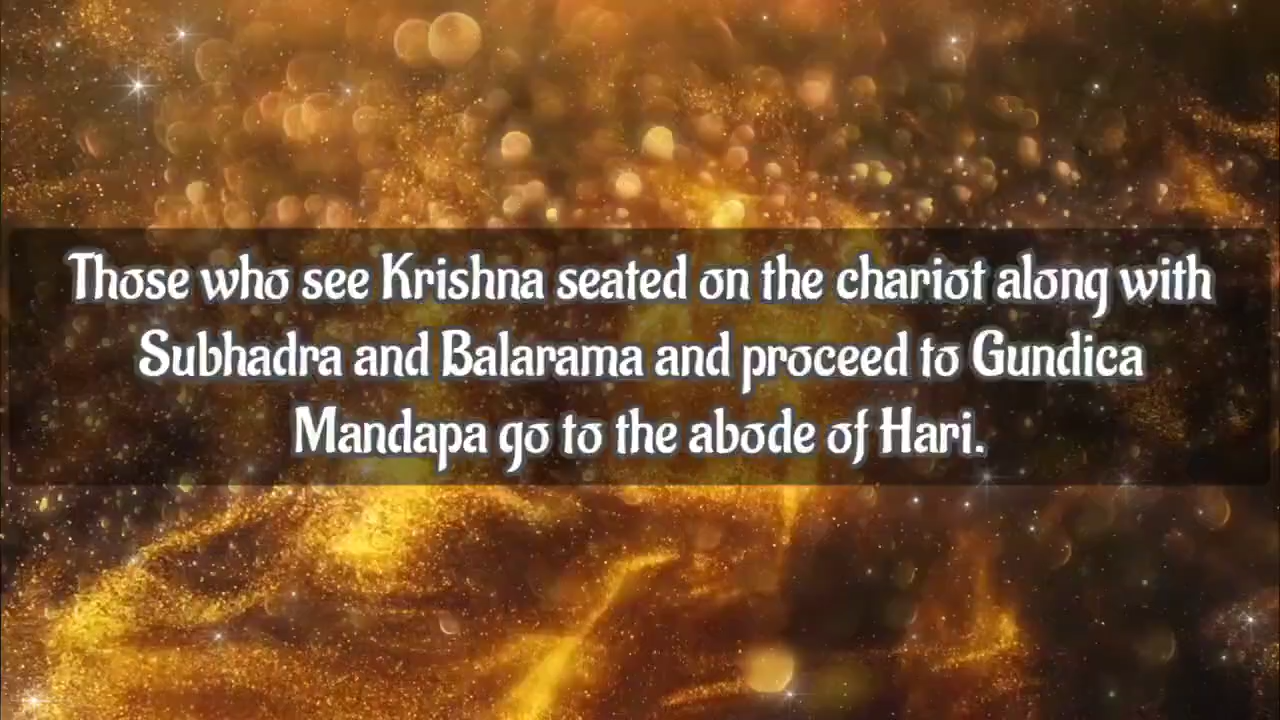 Those who see Krishna seated on the chariot along with
Subhadra and Balarama and proceed to Gundica
Mandapa go to the abode of Hari.